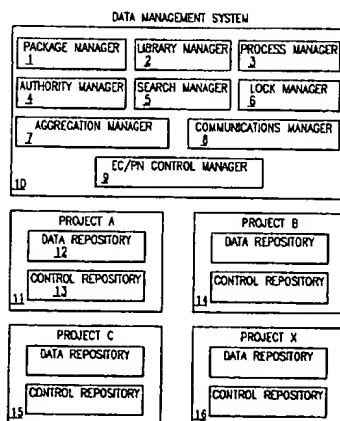 DATA MANAGEMENT SYSTEM
PACKAGE MANAGER
1
LIBRARY MANAGER
2
PROCESS MANAGER
3
AUTHORITY MANAGER
4
SEARCH MANAGER
5
LOCK MANAGER
6
AGGREGATION MANAGER
7
COMMUNICATIONS MANAGER
8
EC/PN CONTROL MANAGER
9
10
PROJECT A
DATA REPOSITORY
12
CONTROL REPOSITORY
13
11
PROJECT B
DATA REPOSITORY
CONTROL REPOSITORY
14
PROJECT C
DATA REPOSITORY
CONTROL REPOSITORY
15
PROJECT X
DATA REPOSITORY
CONTROL REPOSITORY
16